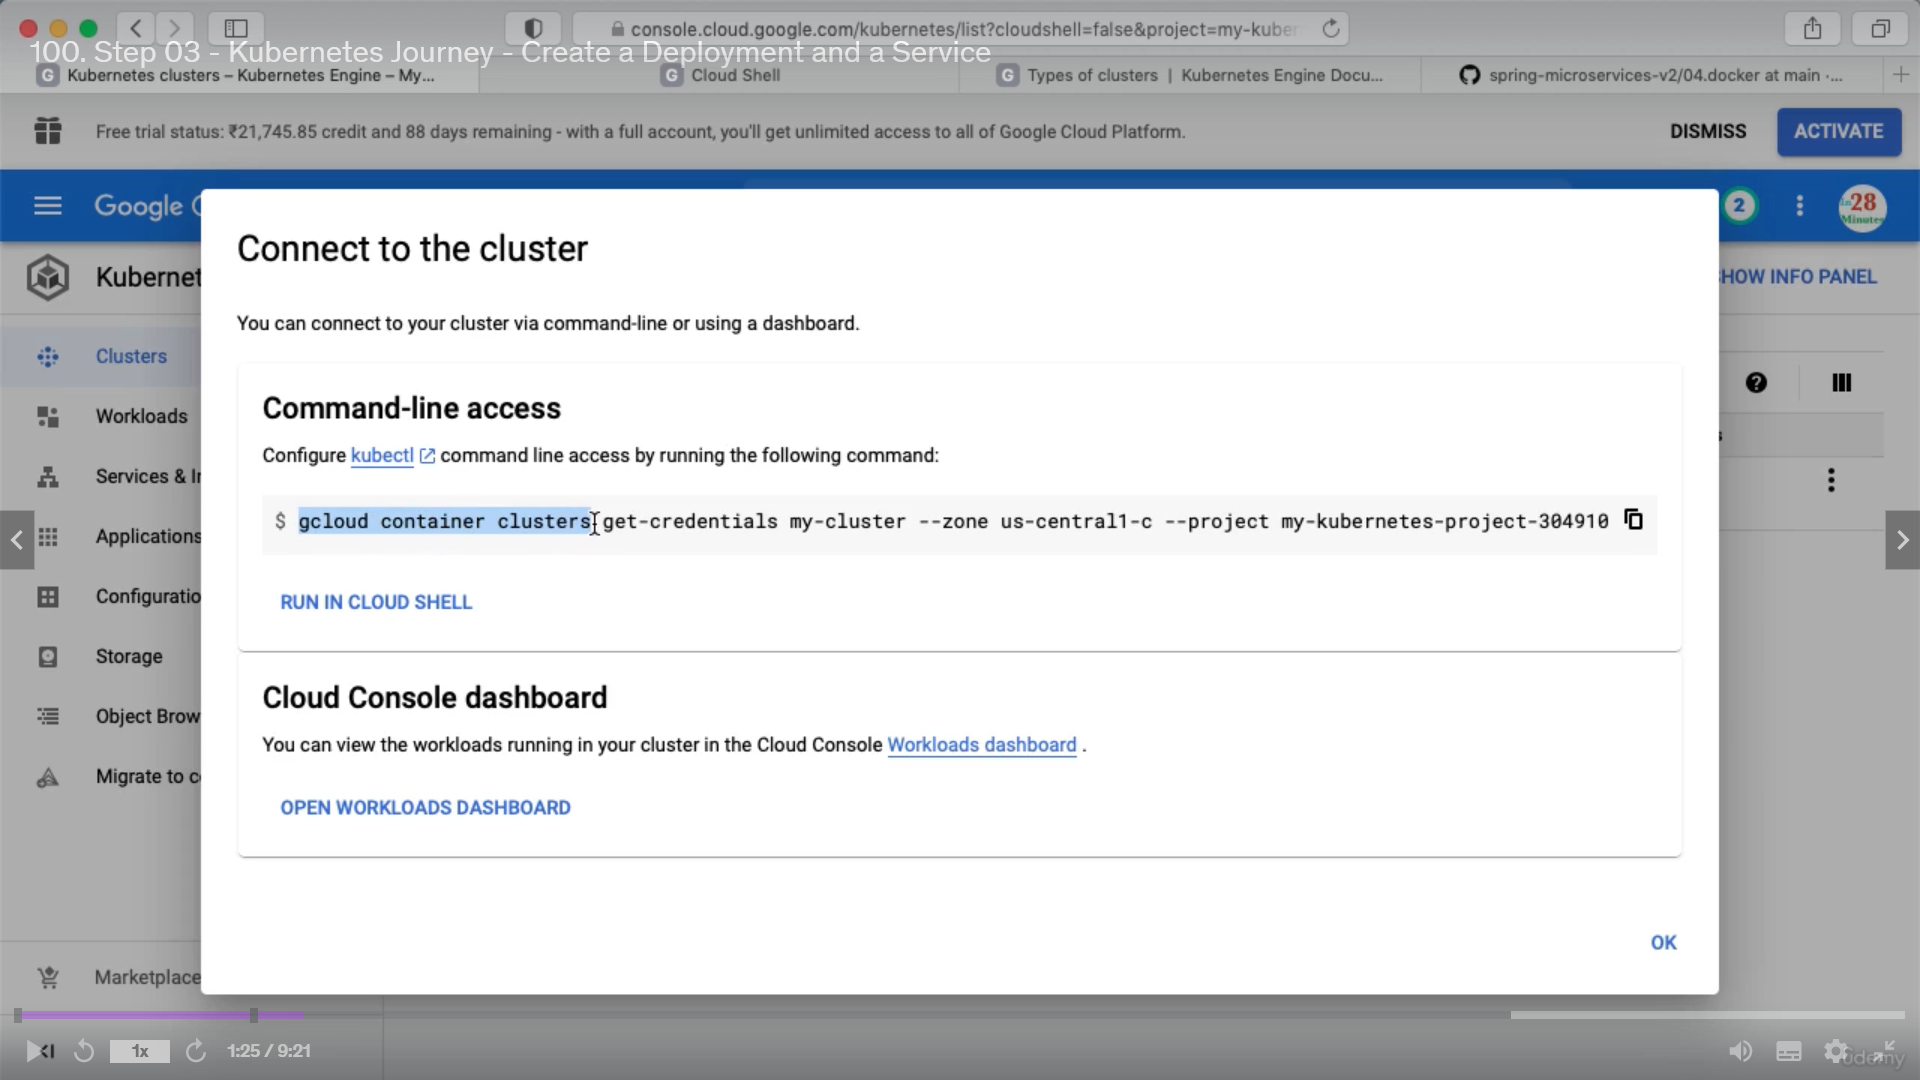 console.cloud.google.com/kubernetes/list?cloudshell=false&project=my-kuber
100. Step 03 - Kubernetes Journey - Create a Deployment and a Service
G Kubernetes clusters – Kubernetes Engine – My...
G Cloud Shell
G Types of clusters | Kubernetes Engine Docu...
spring-microservices-v2/04.docker at main ·...
Free trial status: ₹21,745.85 credit and 88 days remaining - with a full account, you'll get unlimited access to all of Google Cloud Platform.
DISMISS
ACTIVATE
Google C
2
in 28 Minutes
Kubernet
SHOW INFO PANEL
Connect to the cluster
You can connect to your cluster via command-line or using a dashboard.
Clusters
Workloads
Services & In
Applications
Configuratio
Storage
Object Brow
Migrate to co
Marketplace
Command-line access
Configure kubectl command line access by running the following command:
$ gcloud container clusters get-credentials my-cluster --zone us-central1-c --project my-kubernetes-project-304910
RUN IN CLOUD SHELL
Cloud Console dashboard
You can view the workloads running in your cluster in the Cloud Console Workloads dashboard .
OPEN WORKLOADS DASHBOARD
OK
1x
1:25 / 9:21
udemy